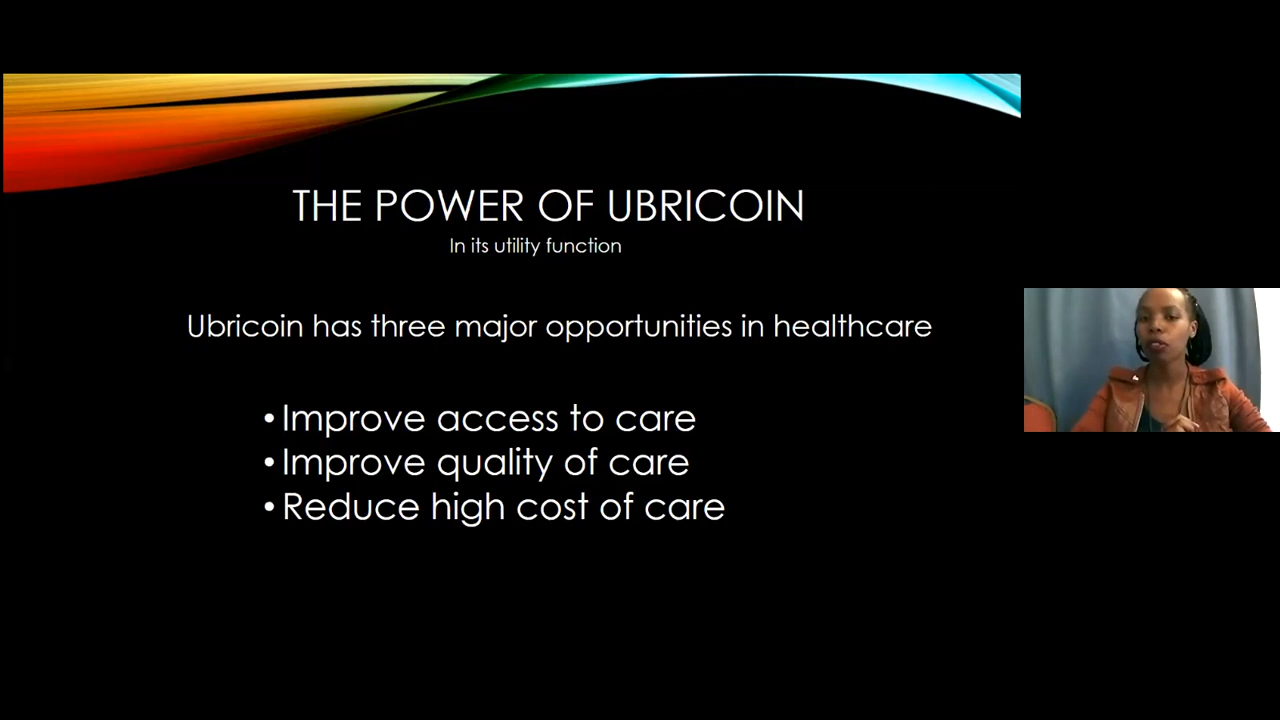 THE POWER OF UBRICOIN
In its utility function
Ubricoin has three major opportunities in healthcare
• Improve access to care
• Improve quality of care
• Reduce high cost of care